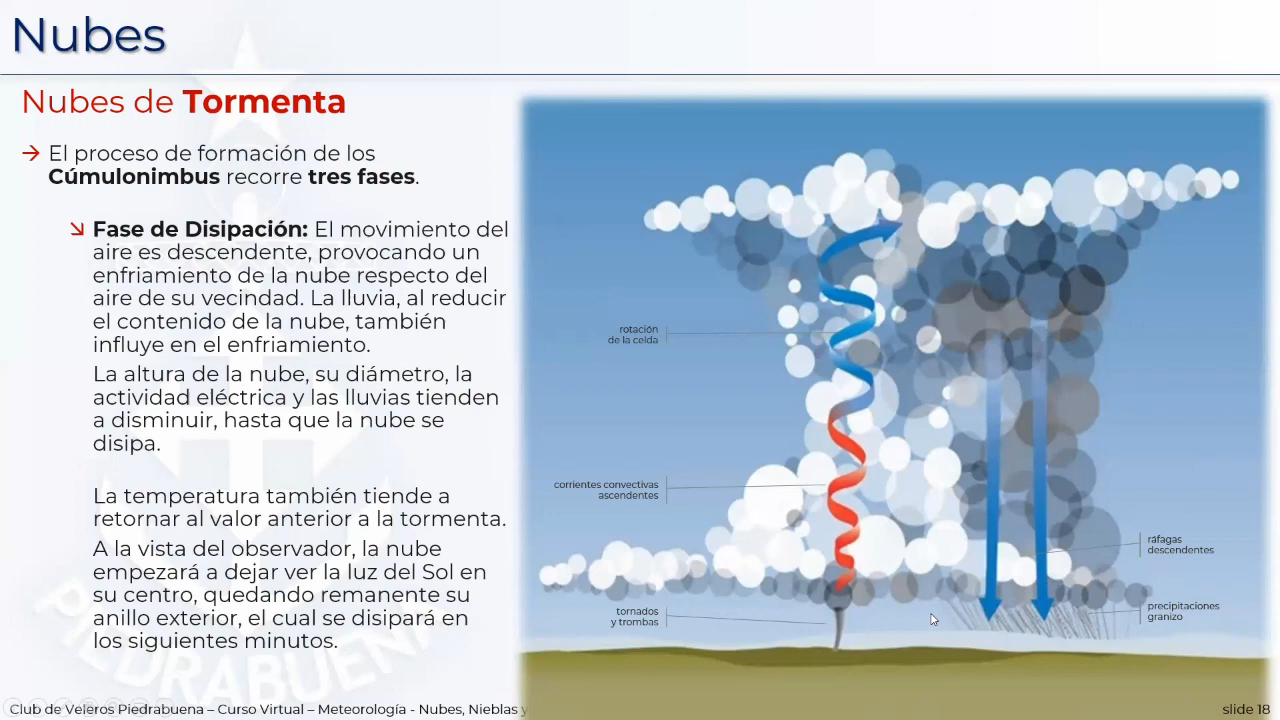 Nubes
Nubes de Tormenta
→ El proceso de formación de los
Cúmulonimbus recorre tres fases.
↘ Fase de Disipación: El movimiento del
aire es descendente, provocando un
enfriamiento de la nube respecto del
aire de su vecindad. La lluvia, al reducir
el contenido de la nube, también
influye en el enfriamiento.
La altura de la nube, su diámetro, la
actividad eléctrica y las lluvias tienden
a disminuir, hasta que la nube se
disipa.
La temperatura también tiende a
retornar al valor anterior a la tormenta.
A la vista del observador, la nube
empezará a dejar ver la luz del Sol en
su centro, quedando remanente su
anillo exterior, el cual se disipará en
los siguientes minutos.
rotación
de la celda
corrientes convectivas
ascendentes
tornados
y trombas
ráfagas
descendentes
precipitaciones
granizo
PIEDRABUENA
Club de Veleros Piedrabuena – Curso Virtual – Meteorología - Nubes, Nieblas y
slide 18